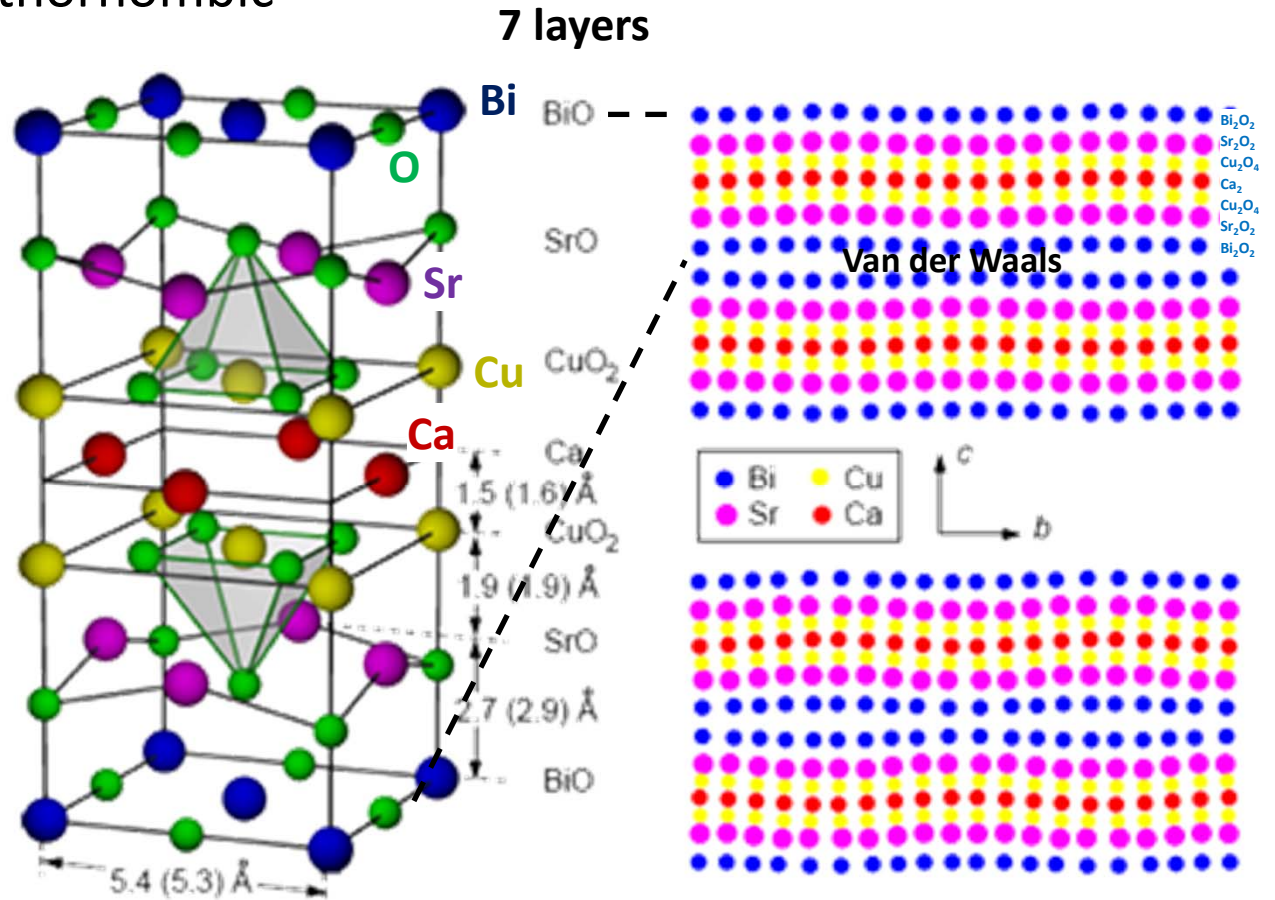 7 layers
Bi
BiO
O
SrO
Sr
CuO₂
Cu
Ca
Ca
1.5 (1.6) Å
CuO₂
1.9 (1.9) Å
SrO
2.7 (2.9) Å
BiO
5.4 (5.3) Å
Bi₂O₂
Sr₂O₂
Cu₂O₄
Ca₂
Cu₂O₄
Sr₂O₂
Bi₂O₂
Van der Waals
Bi Cu
Sr Ca
c
b